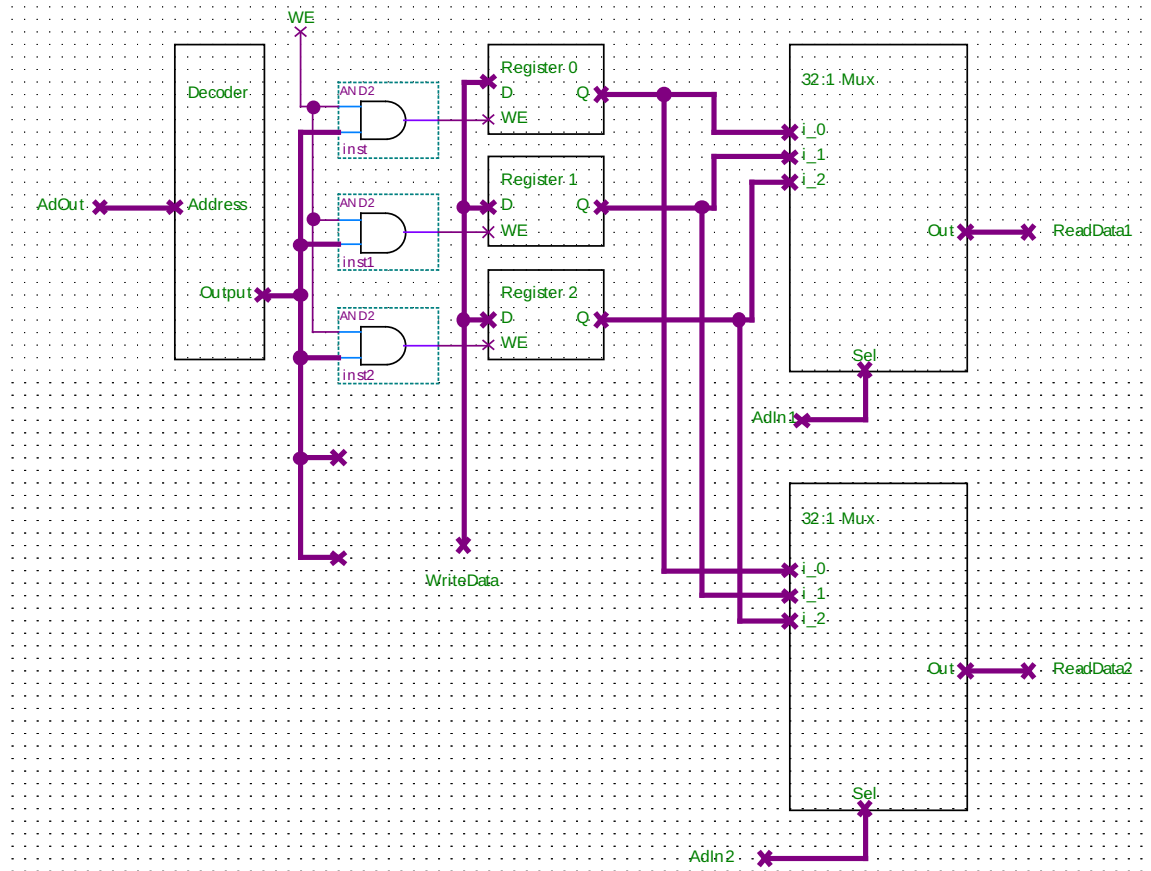 WE
Decoder
AdOut
Address
Output
AND2
inst
AND2
inst1
AND2
inst2
Register 0
D
Q
WE
Register 1
D
Q
WE
Register 2
D
Q
WE
WriteData
32:1 Mux
i_0
i_1
i_2
Out
ReadData1
Sel
AdIn1
32:1 Mux
i_0
i_1
i_2
Out
ReadData2
Sel
AdIn2